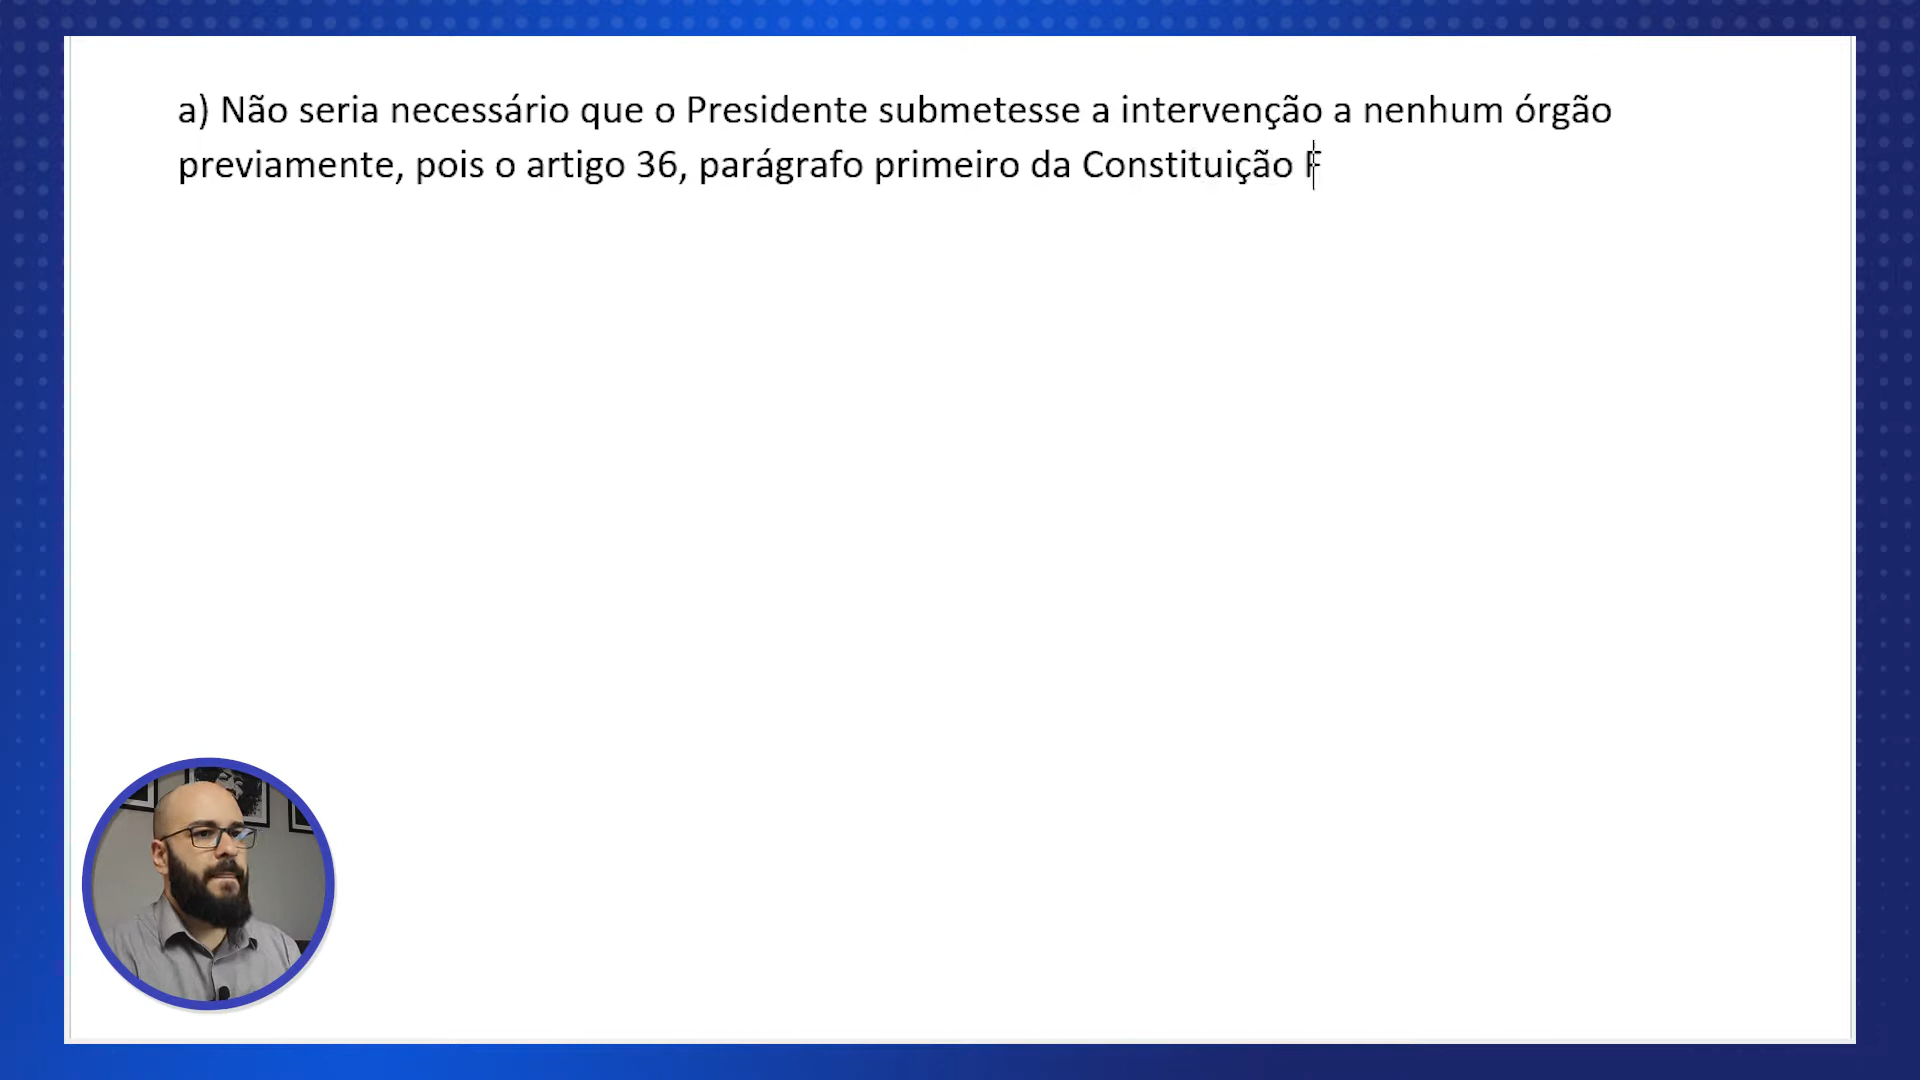 a) Não seria necessário que o Presidente submetesse a intervenção a nenhum órgão
previamente, pois o artigo 36, parágrafo primeiro da Constituição F